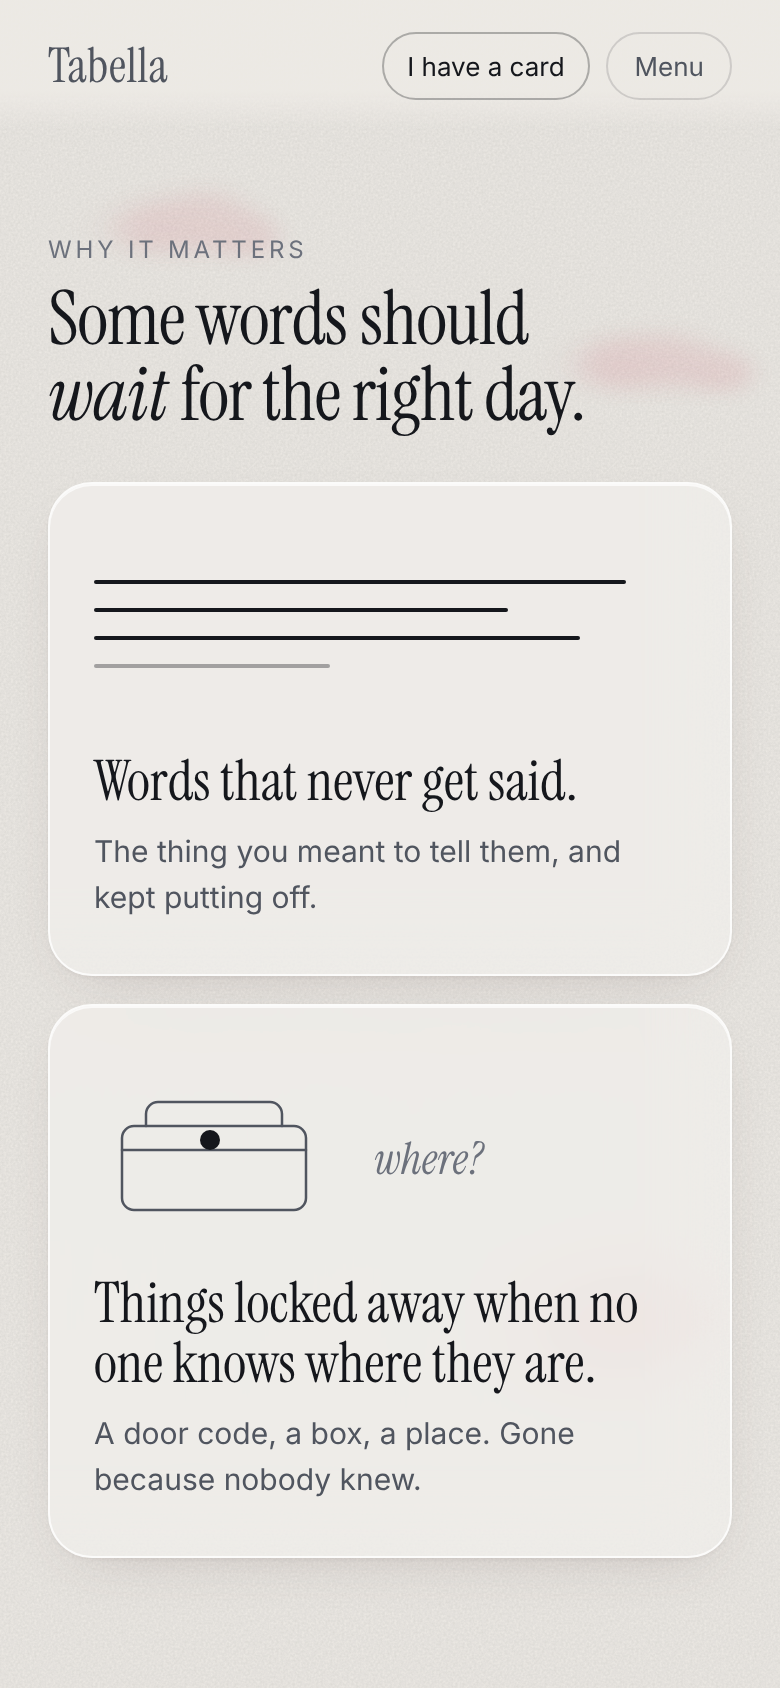 Tabella
I have a card
Menu
WHY IT MATTERS
Some words should
wait for the right day.
Words that never get said.
The thing you meant to tell them, and
kept putting off.
where?
Things locked away when no
one knows where they are.
A door code, a box, a place. Gone
because nobody knew.